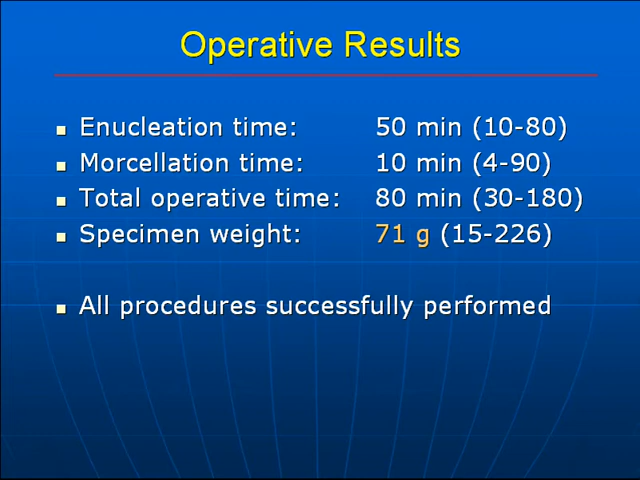 Operative Results
Enucleation time: 50 min (10-80)
Morcellation time: 10 min (4-90)
Total operative time: 80 min (30-180)
Specimen weight: 71 g (15-226)
All procedures successfully performed